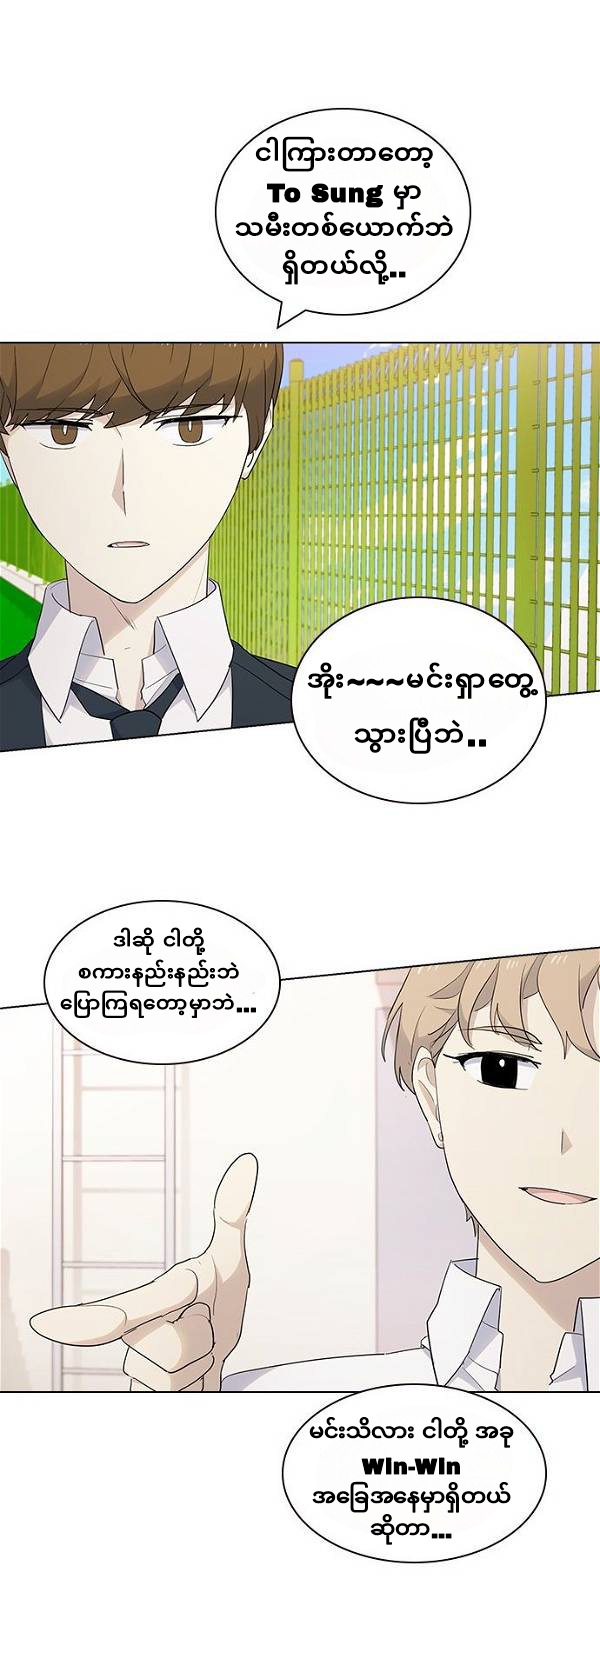 ငါကြားတာတော့
To Sung မှာ
သမီးတစ်ယောက်ဘဲ
ရှိတယ်လို့..
အိုး~~~မင်းရှာတွေ့
သွားပြီဘဲ..
ဒါဆို ငါတို့
စကားနည်းနည်းဘဲ
ပြောကြရတော့မှာဘဲ...
မင်းသိလား ငါတို့ အခု
Win-Win
အခြေအနေမှာရှိတယ်
ဆိုတာ...